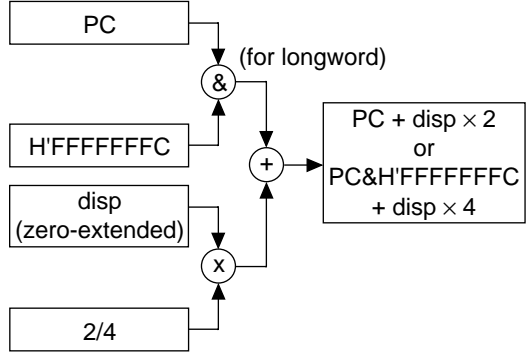 PC
(for longword)
&
H'FFFFFFFC
PC + disp × 2
or
PC&H'FFFFFFFC
+ disp × 4
+
disp
(zero-extended)
x
2/4